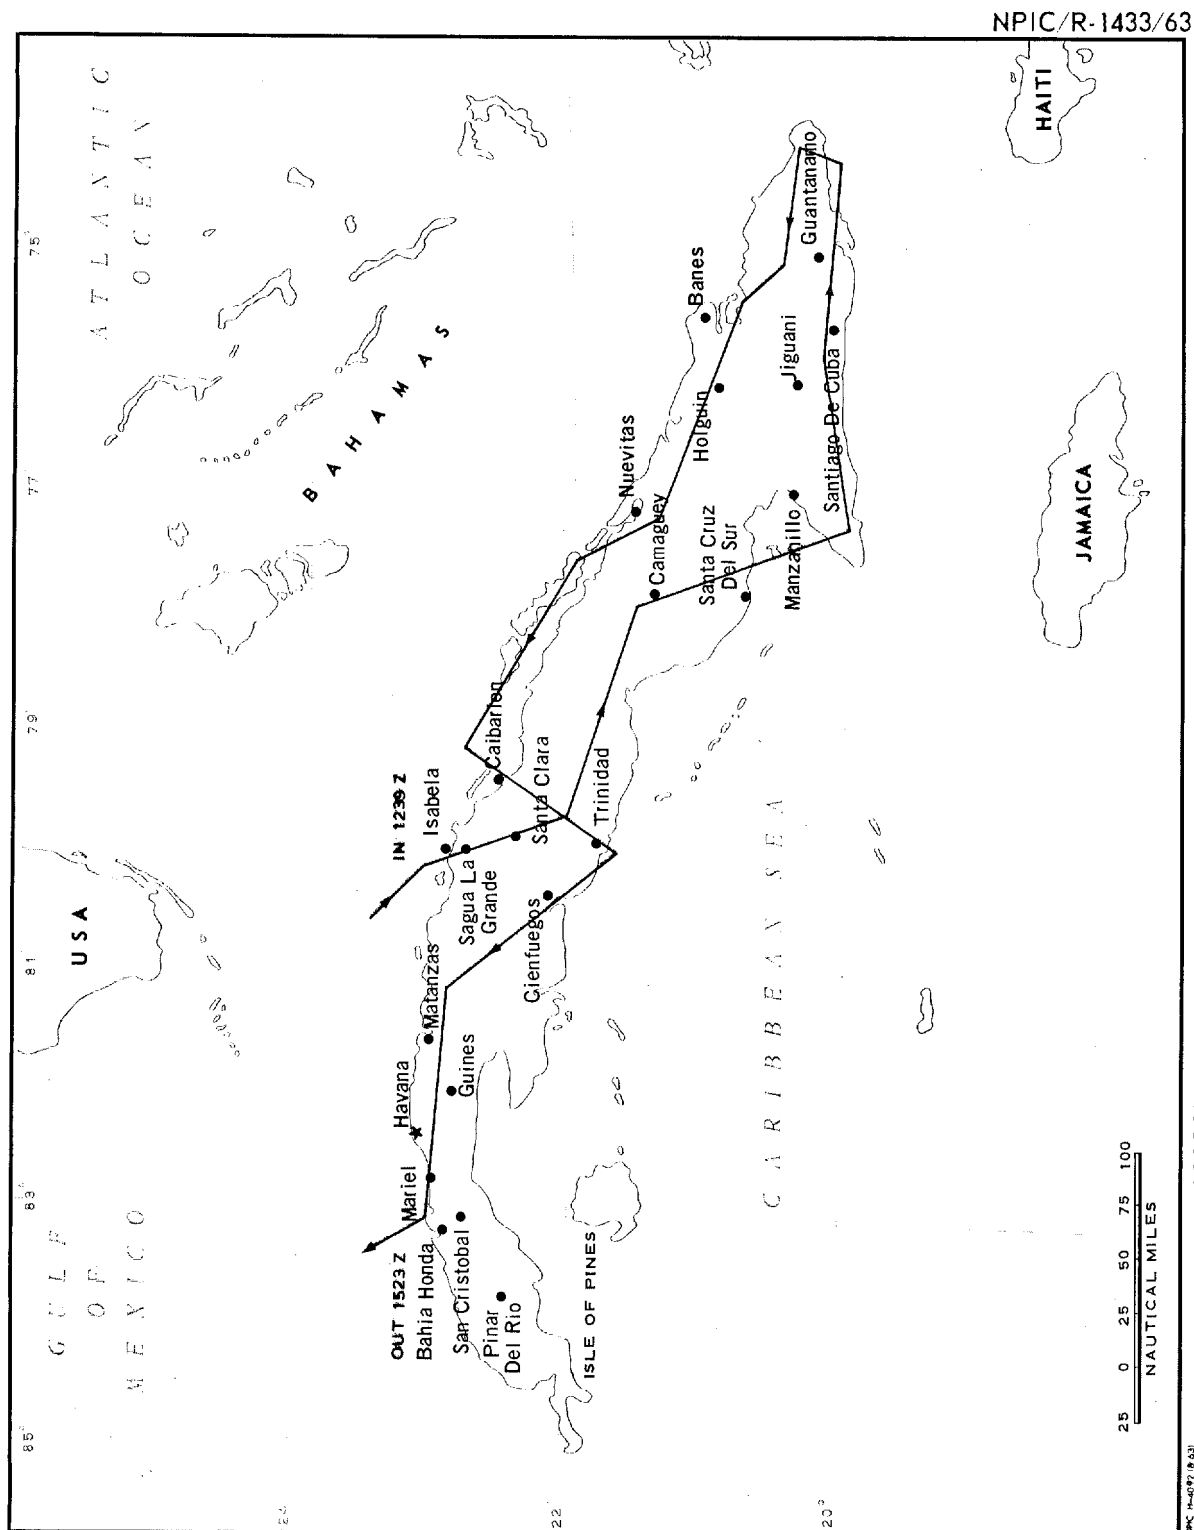 NPIC/R-1433/63
ATLANTIC
OCEAN
GULF
OF
MEXICO
USA
BAHAMAS
CARIBBEAN SEA
HAITI
JAMAICA
ISLE OF PINES
85°
83°
81
79
77
75°
22
20°
IN 1239 Z
OUT 1523 Z
Havana
Mariel
Bahia Honda
San Cristobal
Pinar
Del Rio
Guines
Matanzas
Isabela
Sagua La
Grande
Santa Clara
Caibarien
Cienfuegos
Trinidad
Nuevitas
Camaguey
Santa Cruz
Del Sur
Manzanillo
Holguin
Banes
Jiguani
Santiago De Cuba
Guantanamo
25 0 25 50 75 100
NAUTICAL MILES